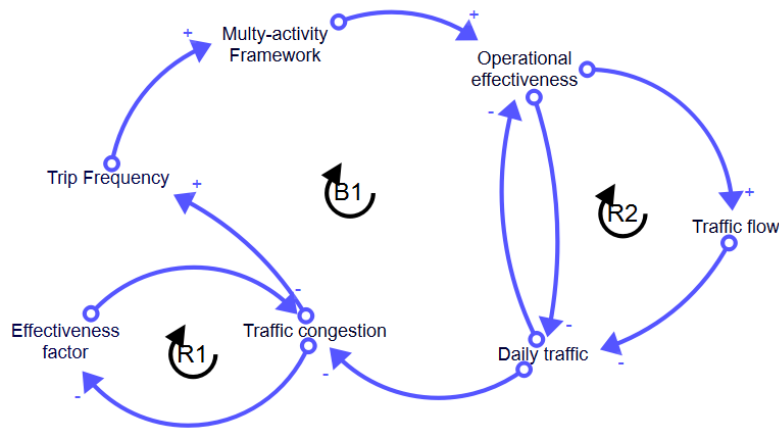 Multy-activity
Framework
+
+
Operational
effectiveness
-
Trip Frequency
+
B1
R2
+
Traffic flow
-
Effectiveness
factor
R1
Traffic congestion
-
Daily traffic
-
-
-